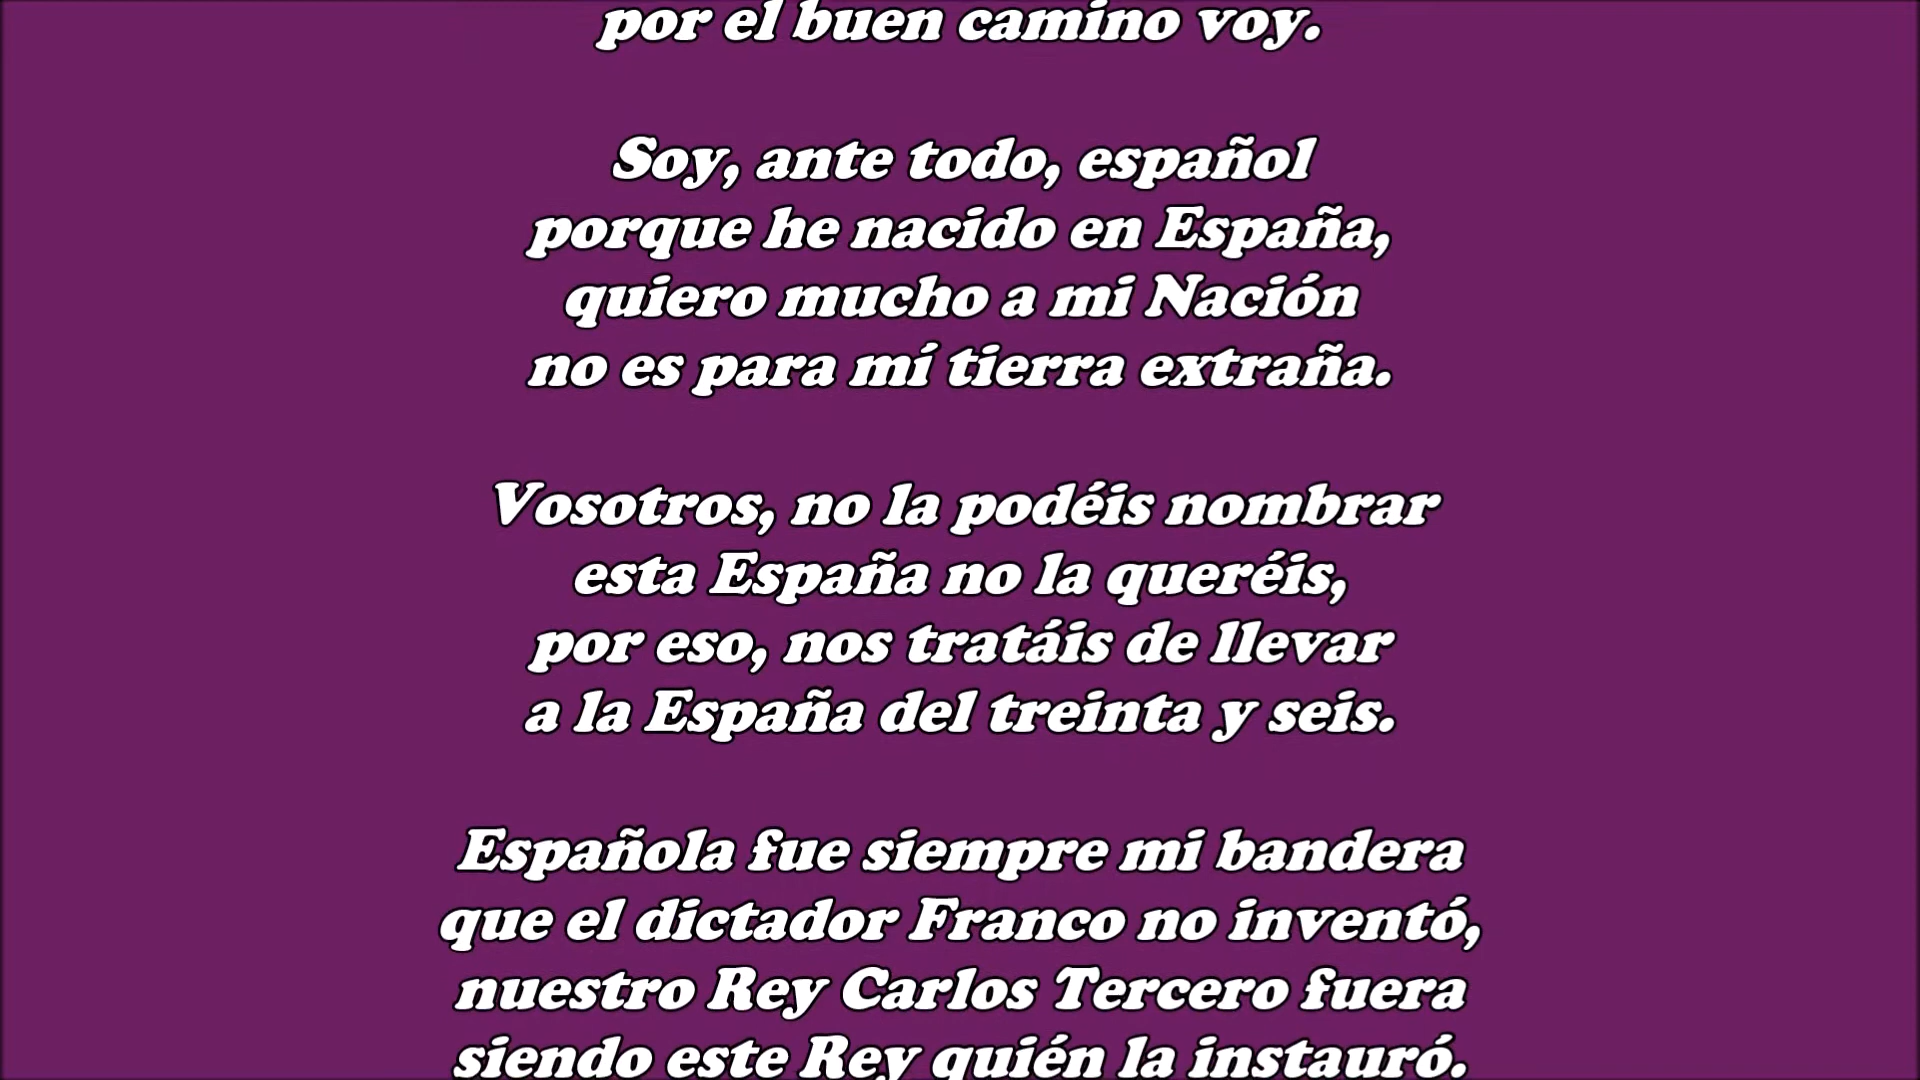 por el buen camino voy.
Soy, ante todo, español
porque he nacido en España,
quiero mucho a mi Nación
no es para mí tierra extraña.
Vosotros, no la podéis nombrar
esta España no la queréis,
por eso, nos tratáis de llevar
a la España del treinta y seis.
Española fue siempre mi bandera
que el dictador Franco no inventó,
nuestro Rey Carlos Tercero fuera
siendo este Rey quién la instauró.